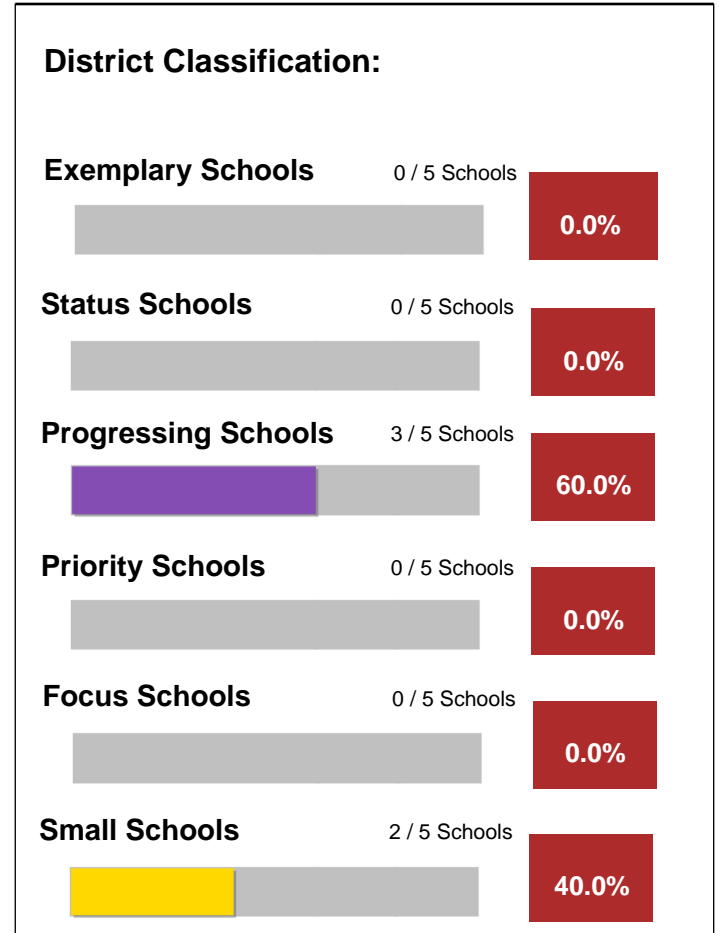 District Classification:
Exemplary Schools 0 / 5 Schools
0.0%
Status Schools 0 / 5 Schools
0.0%
Progressing Schools 3 / 5 Schools
60.0%
Priority Schools 0 / 5 Schools
0.0%
Focus Schools 0 / 5 Schools
0.0%
Small Schools 2 / 5 Schools
40.0%